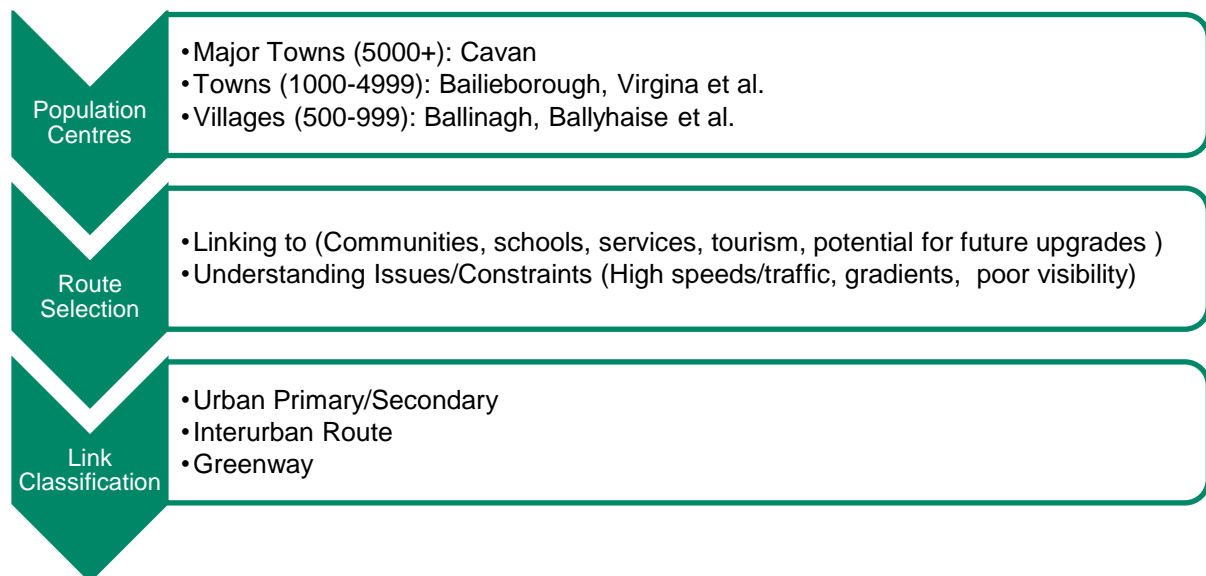 Population
Centres
•Major Towns (5000+): Cavan
•Towns (1000-4999): Bailieborough, Virgina et al.
•Villages (500-999): Ballinagh, Ballyhaise et al.
Route
Selection
•Linking to (Communities, schools, services, tourism, potential for future upgrades )
•Understanding Issues/Constraints (High speeds/traffic, gradients,  poor visibility)
Link
Classification
•Urban Primary/Secondary
•Interurban Route
•Greenway